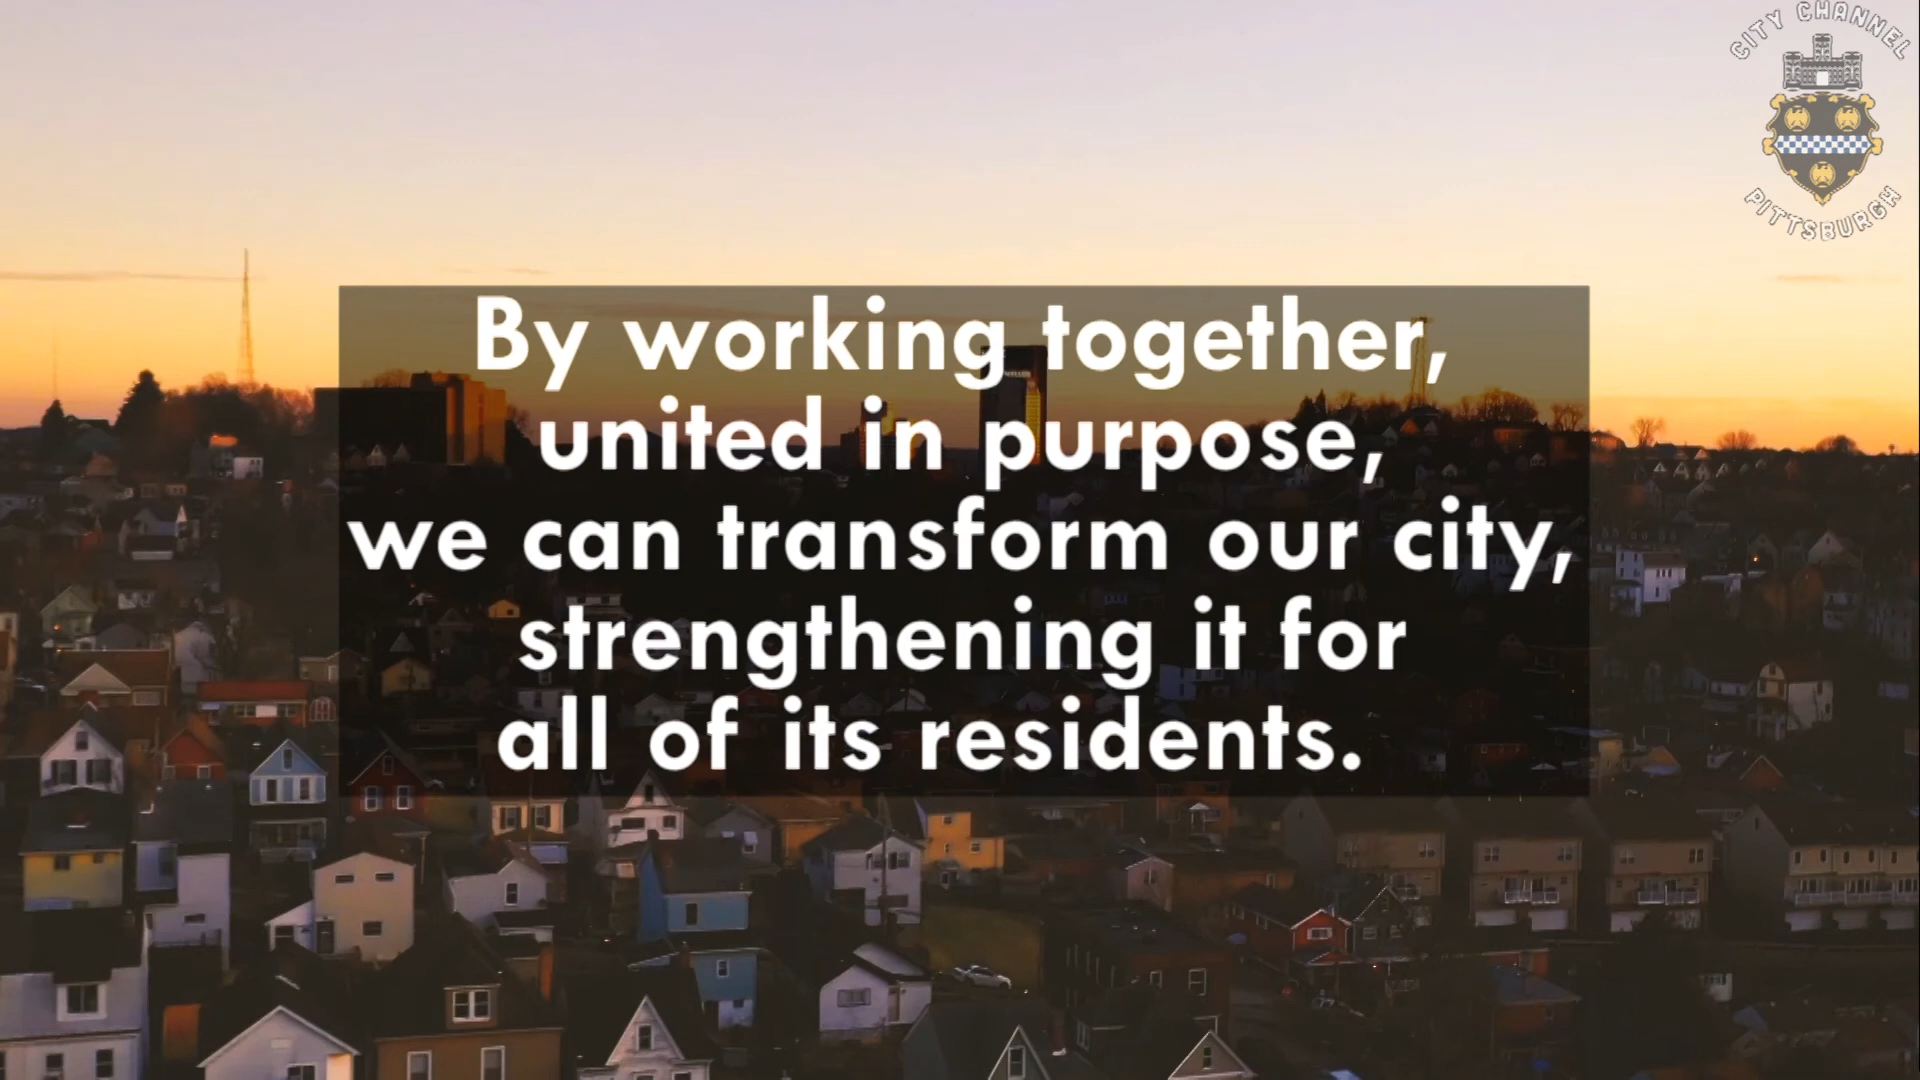 CITY CHANNEL
PITTSBURGH
By working together,
united in purpose,
we can transform our city,
strengthening it for
all of its residents.